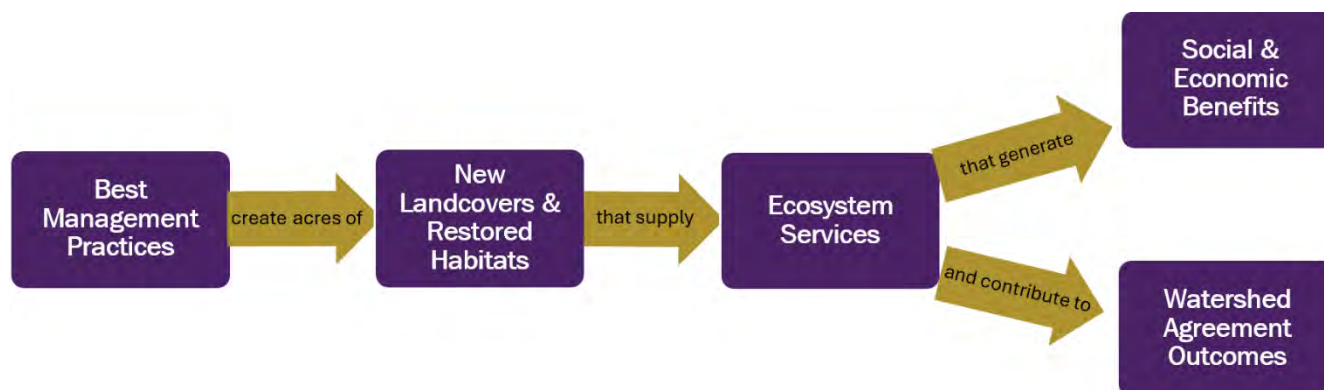 Best
Management
Practices
create acres of
New
Landcovers &
Restored
Habitats
that supply
Ecosystem
Services
that generate
Social &
Economic
Benefits
and contribute to
Watershed
Agreement
Outcomes